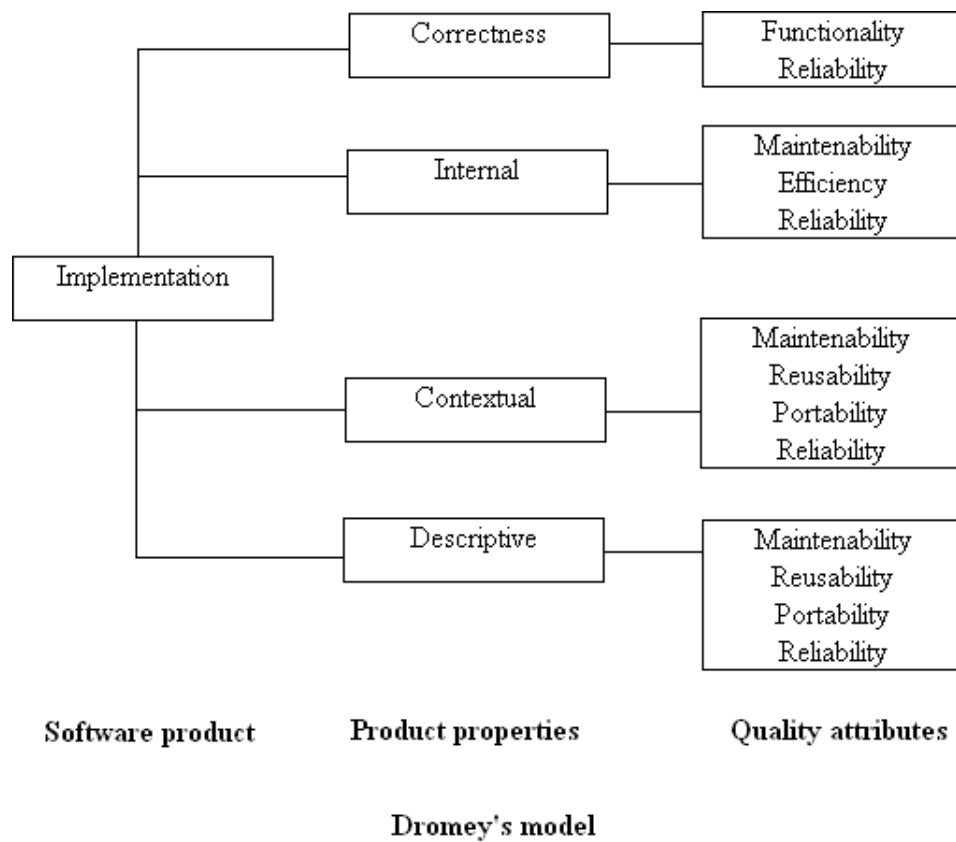 Correctness
Functionality
Reliability
Internal
Maintenability
Efficiency
Reliability
Implementation
Contextual
Maintenability
Reusability
Portability
Reliability
Descriptive
Maintenability
Reusability
Portability
Reliability
Software product
Product properties
Quality attributes
Dromey's model